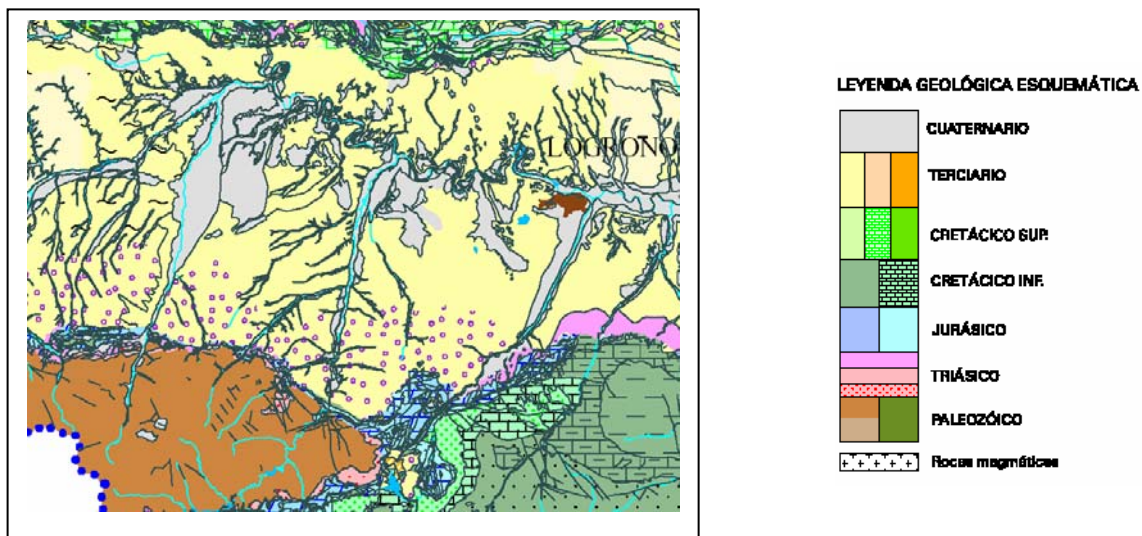 LOGROÑO
LEYENDA GEOLÓGICA ESQUEMÁTICA
CUATERNARIO
TERCIARIO
CRETÁCICO SUP.
CRETÁCICO INF.
JURÁSICO
TRIÁSICO
PALEOZÓICO
Rocas magmáticas